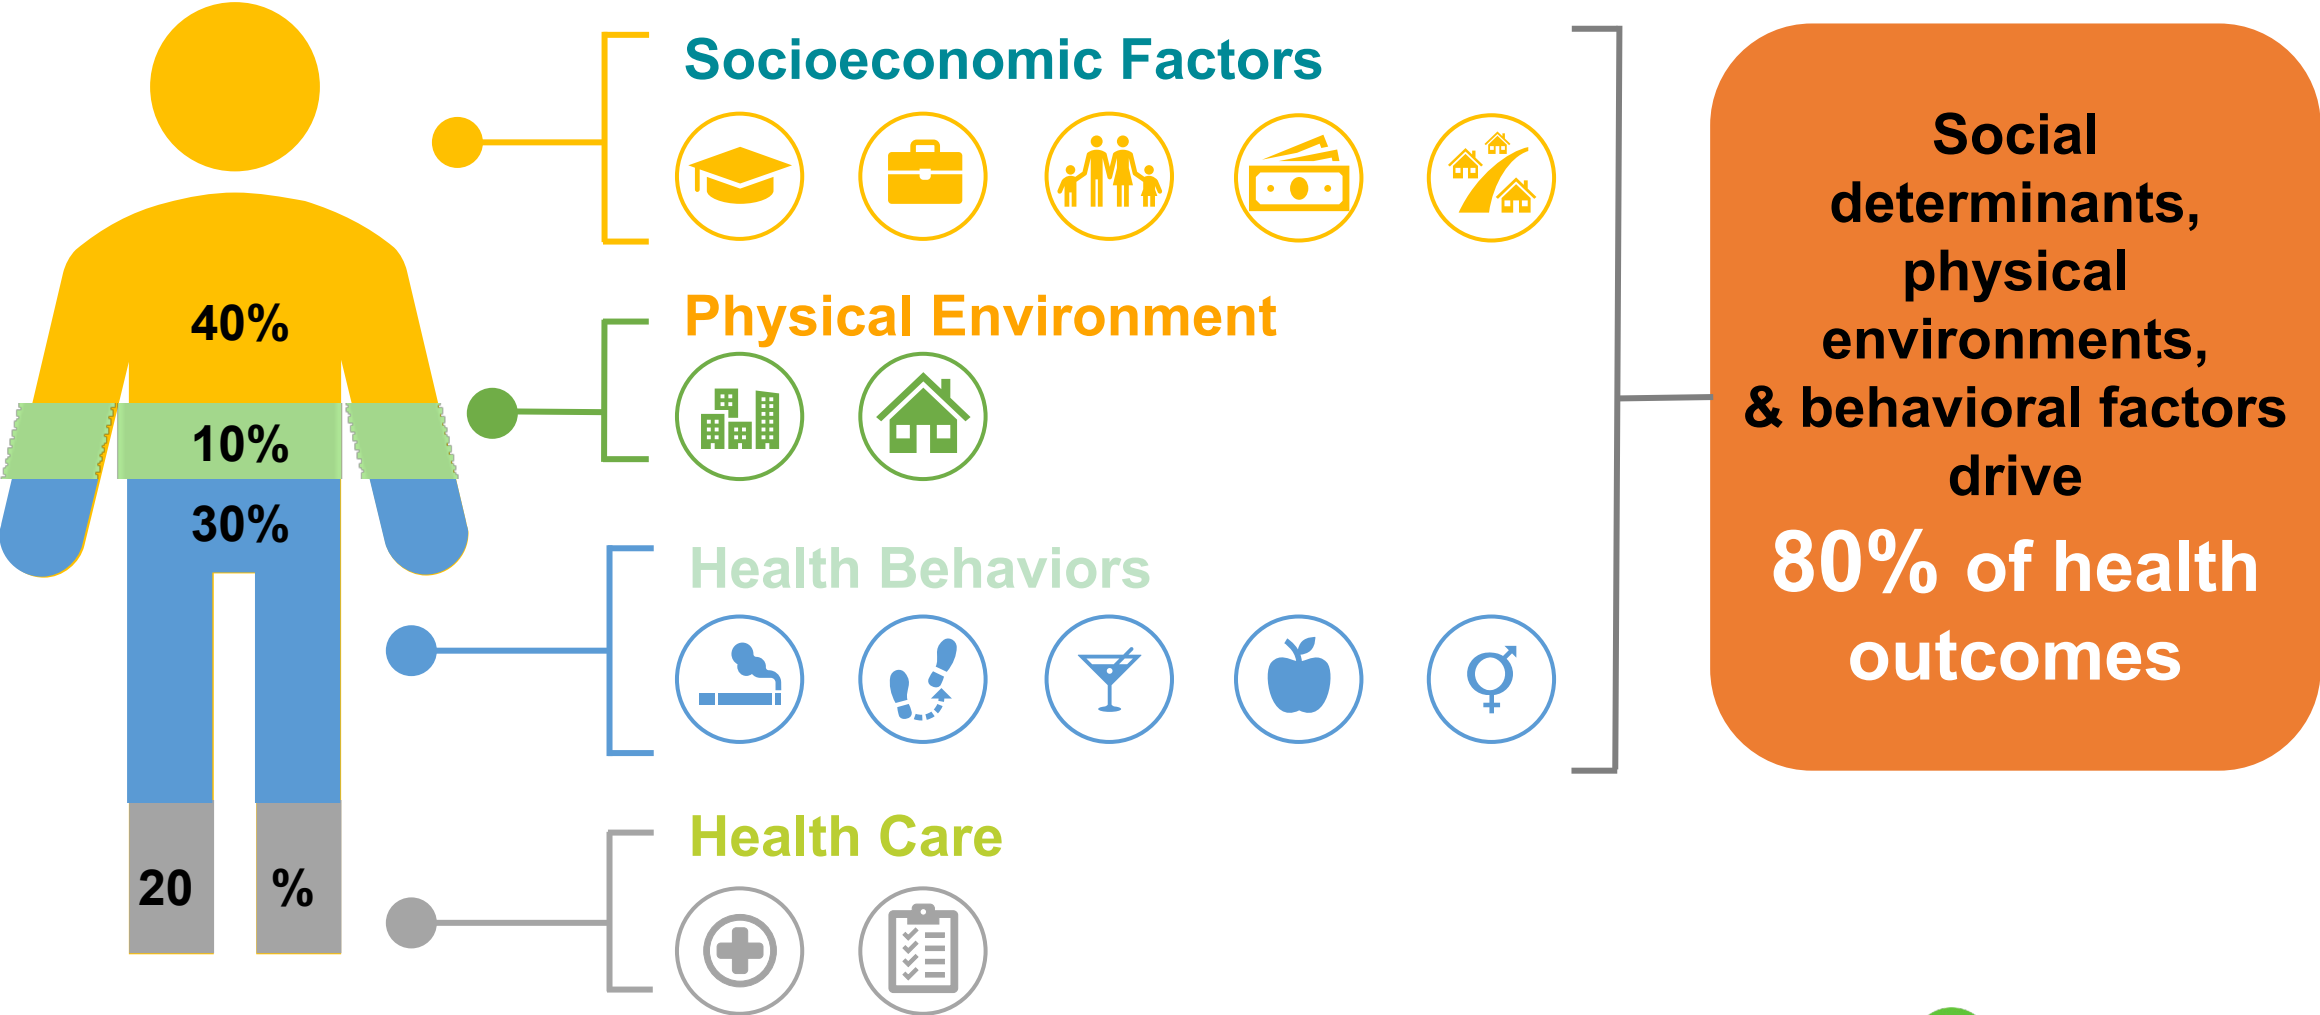 Socioeconomic Factors
40%
Physical Environment
10%
30%
Health Behaviors
Health Care
20 %
Social
determinants,
physical
environments,
& behavioral factors
drive
80% of health
outcomes